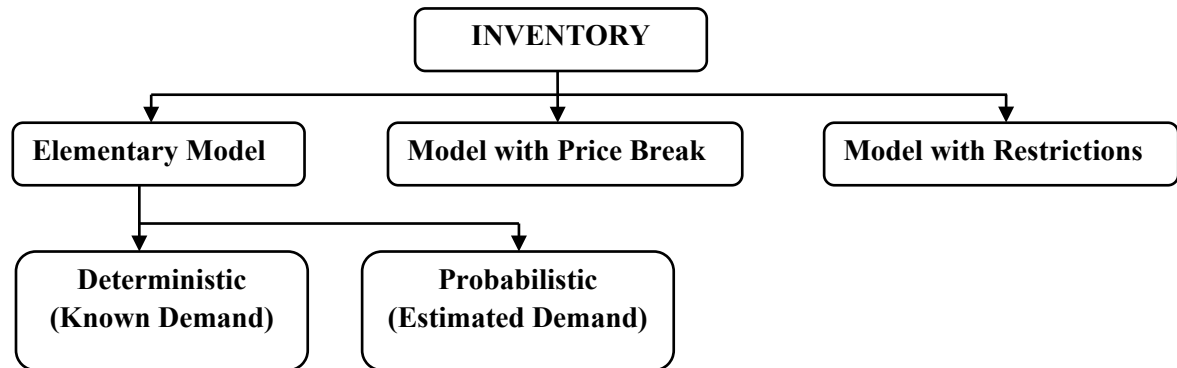 INVENTORY
Elementary Model
Model with Price Break
Model with Restrictions
Deterministic
(Known Demand)
Probabilistic
(Estimated Demand)